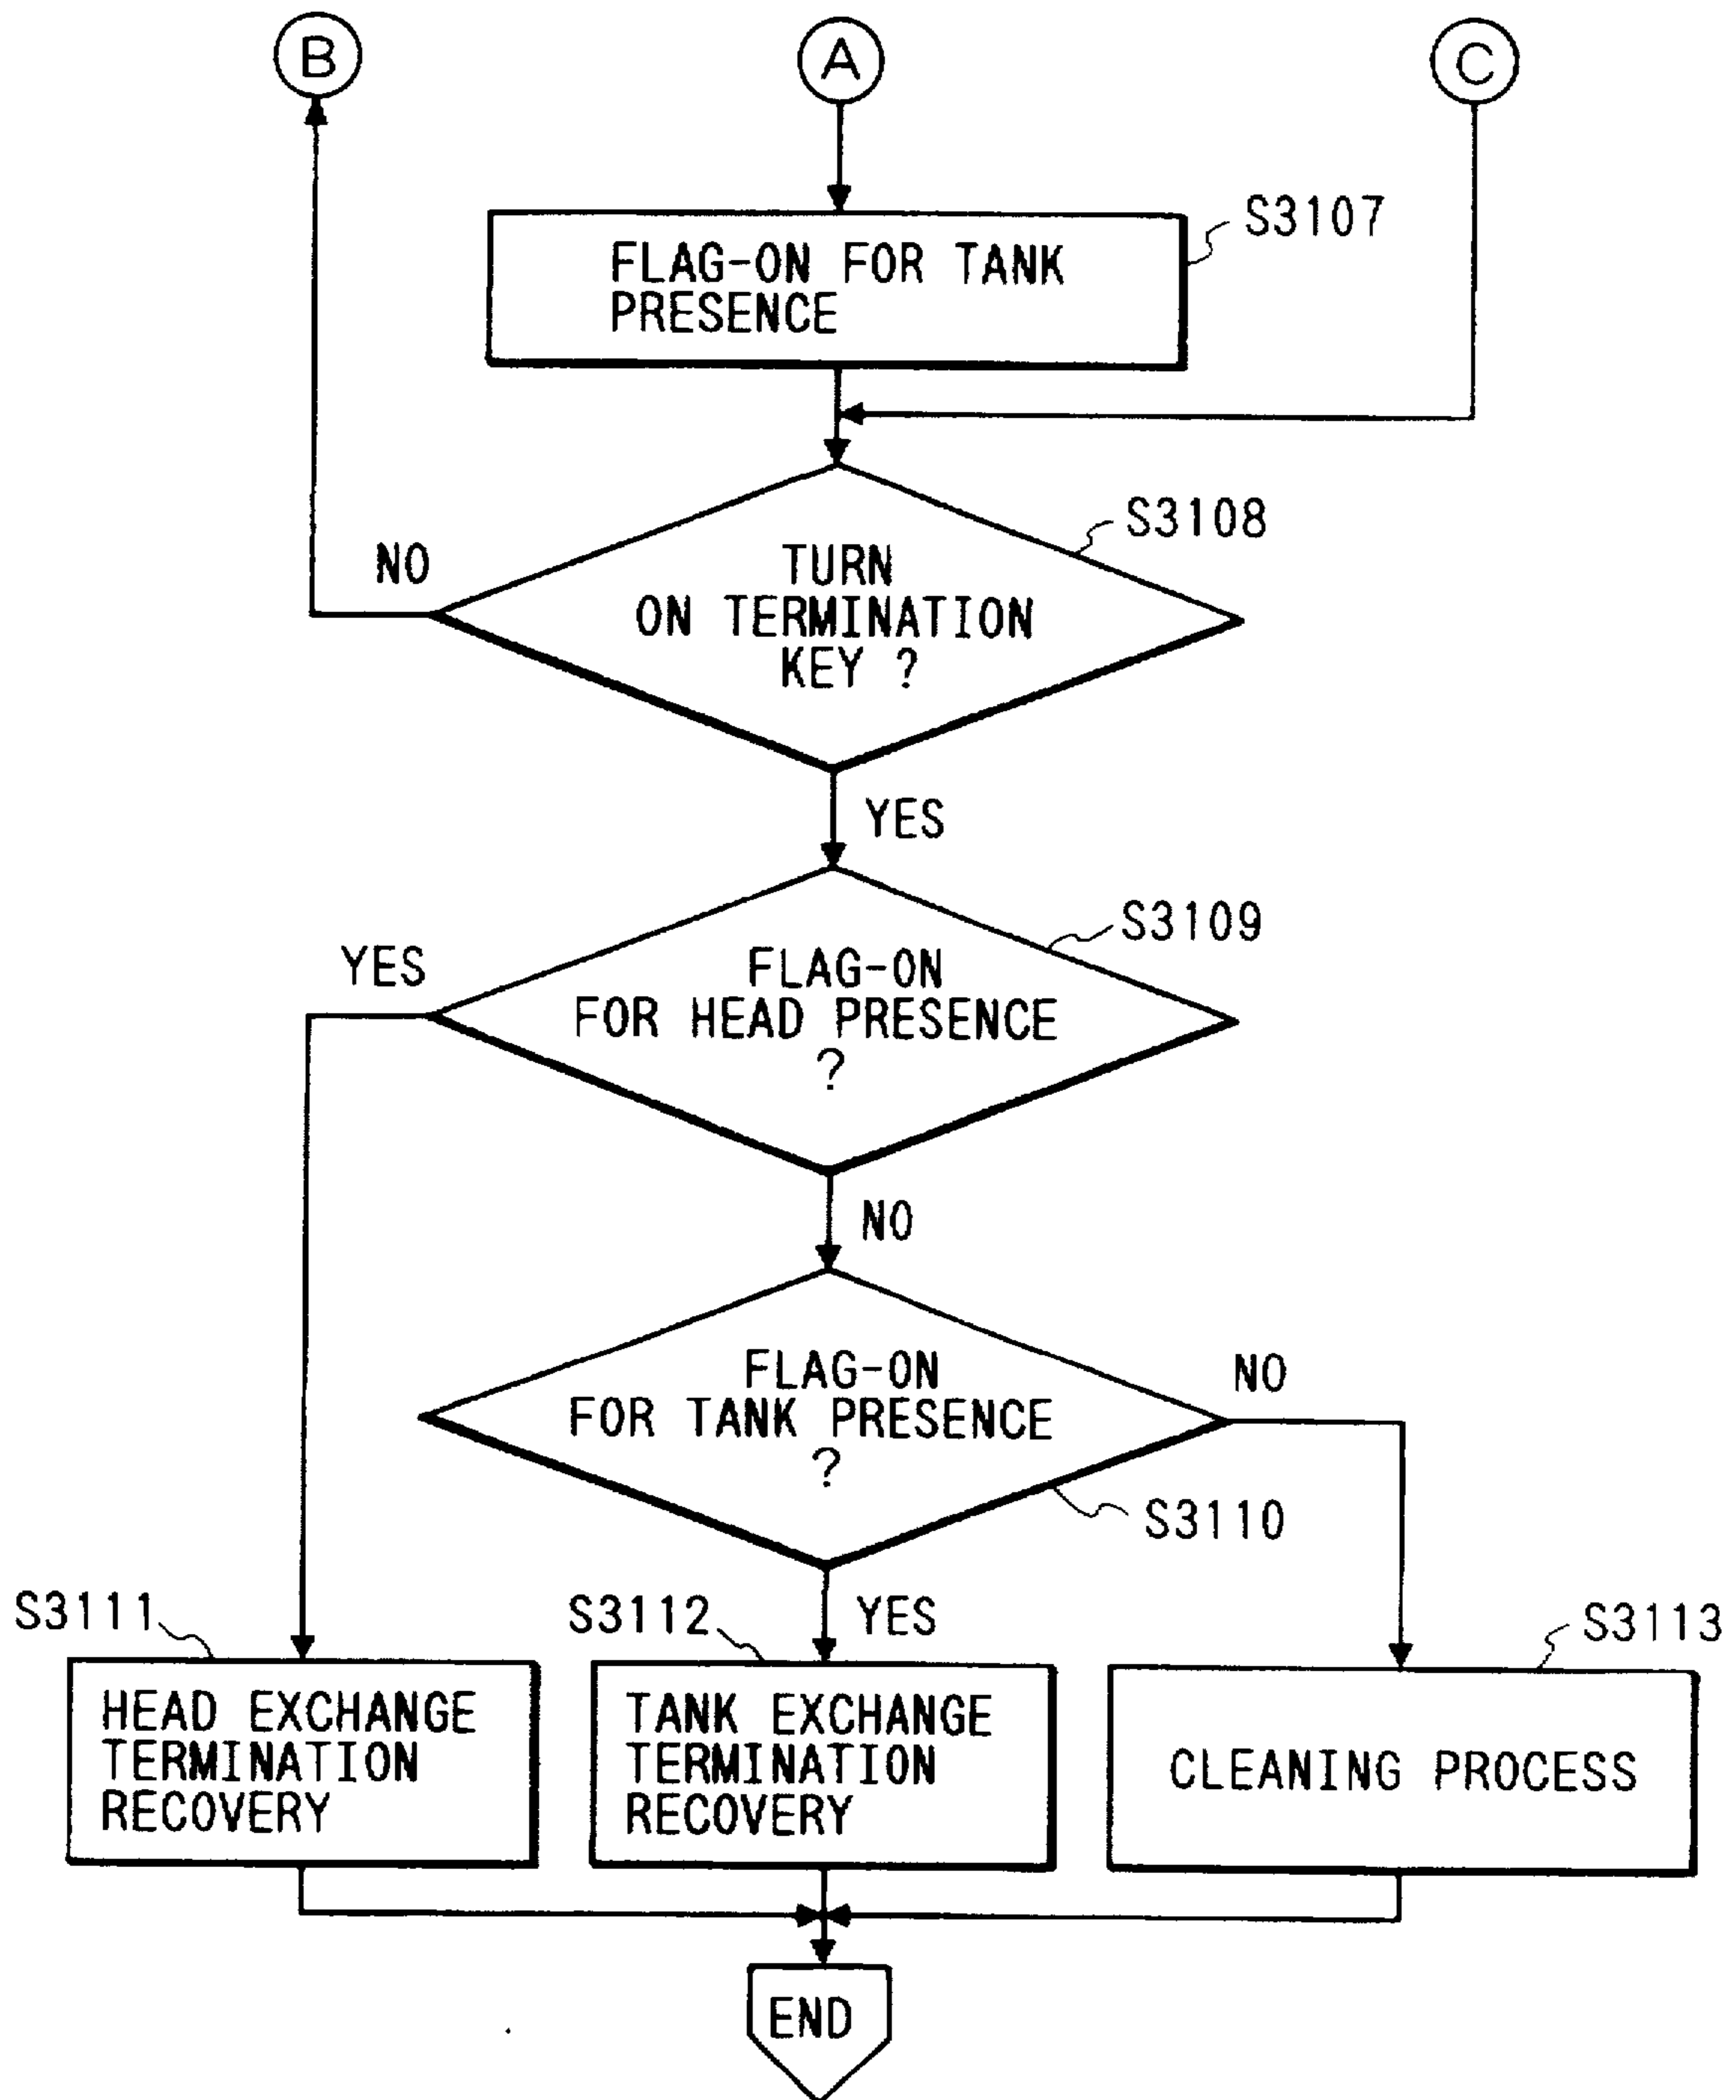 B
A
C
S3107
FLAG-ON FOR TANK
PRESENCE
S3108
NO
TURN
ON TERMINATION
KEY ?
YES
S3109
YES
FLAG-ON
FOR HEAD PRESENCE
?
NO
FLAG-ON
FOR TANK PRESENCE
?
NO
S3110
S3111
S3112
YES
S3113
HEAD EXCHANGE
TERMINATION
RECOVERY
TANK EXCHANGE
TERMINATION
RECOVERY
CLEANING PROCESS
END